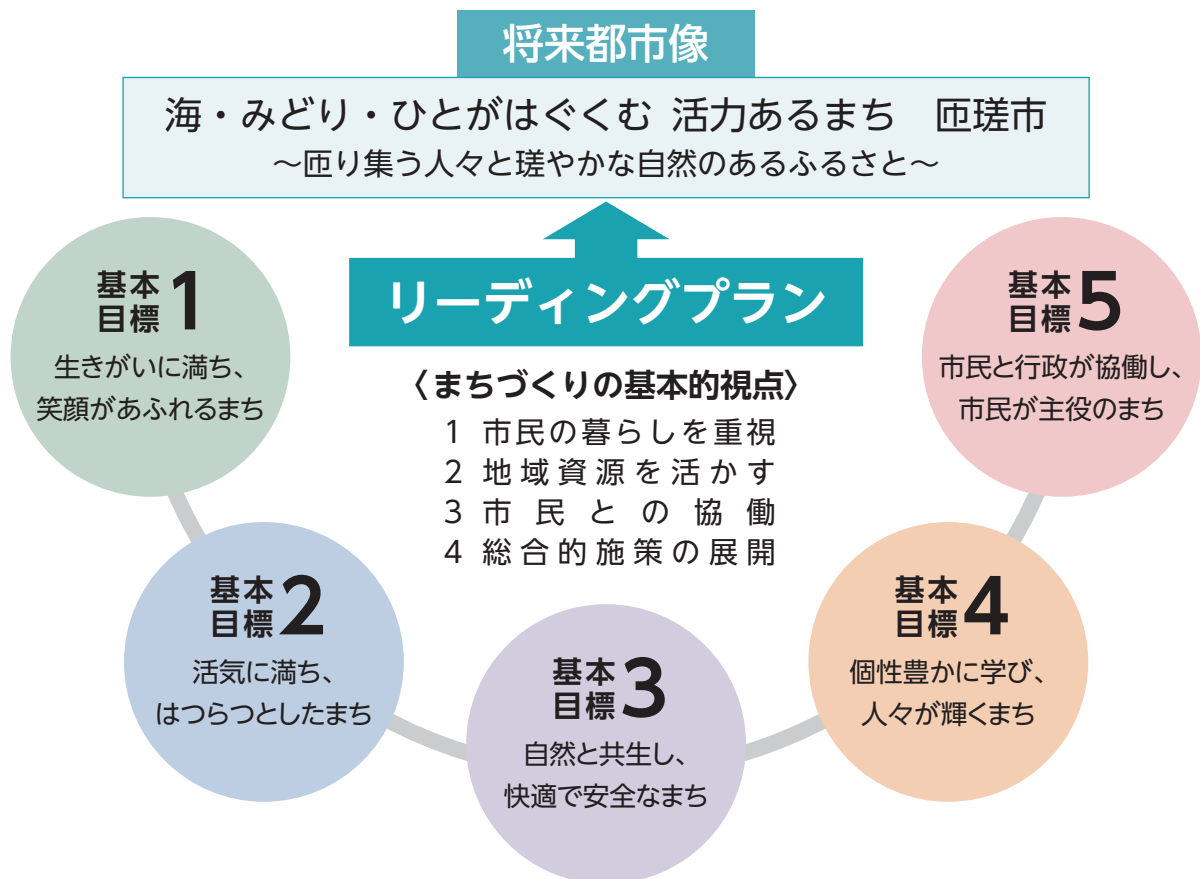 将来都市像
海・みどり・ひとがはぐくむ 活力あるまち　匝瑳市
～匝り集う人々と瑳やかな自然のあるふるさと～
リーディングプラン
〈まちづくりの基本的視点〉
1 市民の暮らしを重視
2 地域資源を活かす
3 市民との協働
4 総合的施策の展開
基本目標1
生きがいに満ち、
笑顔があふれるまち
基本目標2
活気に満ち、
はつらつとしたまち
基本目標3
自然と共生し、
快適で安全なまち
基本目標4
個性豊かに学び、
人々が輝くまち
基本目標5
市民と行政が協働し、
市民が主役のまち